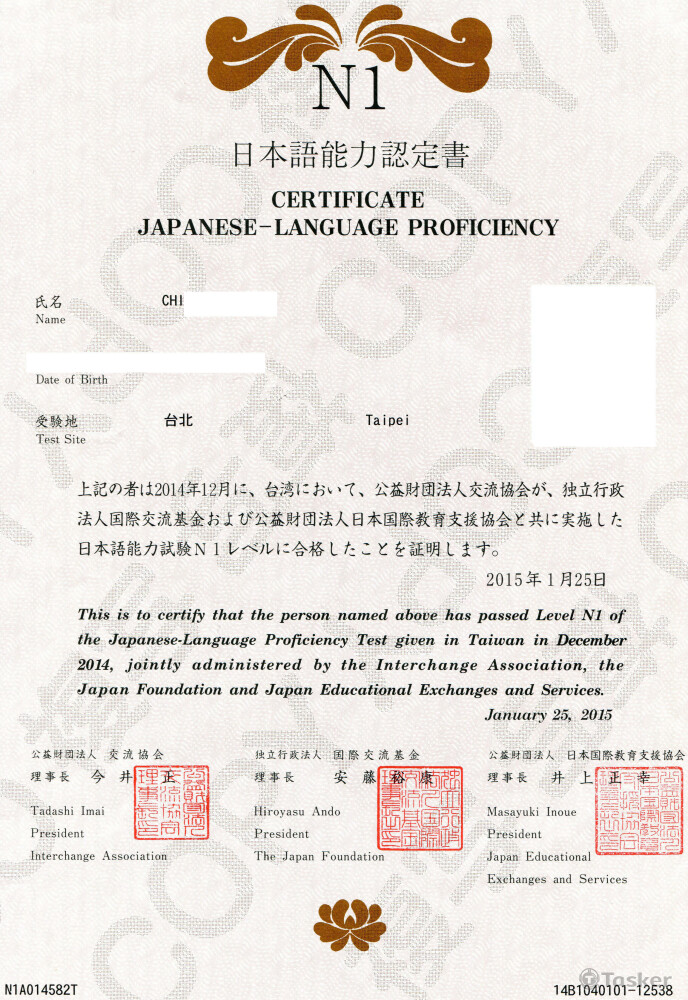 N1
日本語能力認定書
CERTIFICATE
JAPANESE-LANGUAGE PROFICIENCY
氏名 CHI
Name
Date of Birth
受験地 台北 Taipei
Test Site
上記の者は2014年12月に、台湾において、公益財団法人交流協会が、独立行政
法人国際交流基金および公益財団法人日本国際教育支援協会と共に実施した
日本語能力試験N1レベルに合格したことを証明します。
2015年1月25日
This is to certify that the person named above has passed Level N1 of
the Japanese-Language Proficiency Test given in Taiwan in December
2014, jointly administered by the Interchange Association, the
Japan Foundation and Japan Educational Exchanges and Services.
January 25, 2015
公益財団法人 交流協会
理事長 今井 正
Tadashi Imai
President
Interchange Association
独立行政法人 国際交流基金
理事長 安藤 裕康
Hiroyasu Ando
President
The Japan Foundation
公益財団法人 日本国際教育支援協会
理事長 井上正幸
Masayuki Inoue
President
Japan Educational
Exchanges and Services
N1A014582T
14B1040101-12538
Tasker